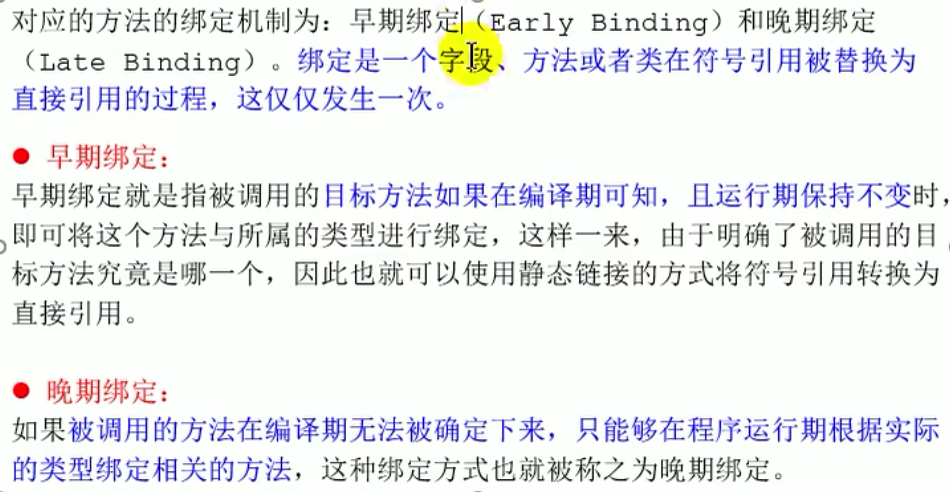 对应的方法的绑定机制为：早期绑定（Early Binding）和晚期绑定
（Late Binding）。绑定是一个字段、方法或者类在符号引用被替换为
直接引用的过程，这仅仅发生一次。
● 早期绑定：
早期绑定就是指被调用的目标方法如果在编译期可知，且运行期保持不变时，
即可将这个方法与所属的类型进行绑定，这样一来，由于明确了被调用的目
标方法究竟是哪一个，因此也就可以使用静态链接的方式将符号引用转换为
直接引用。
● 晚期绑定：
如果被调用的方法在编译期无法被确定下来，只能够在程序运行期根据实际
的类型绑定相关的方法，这种绑定方式也就被称之为晚期绑定。